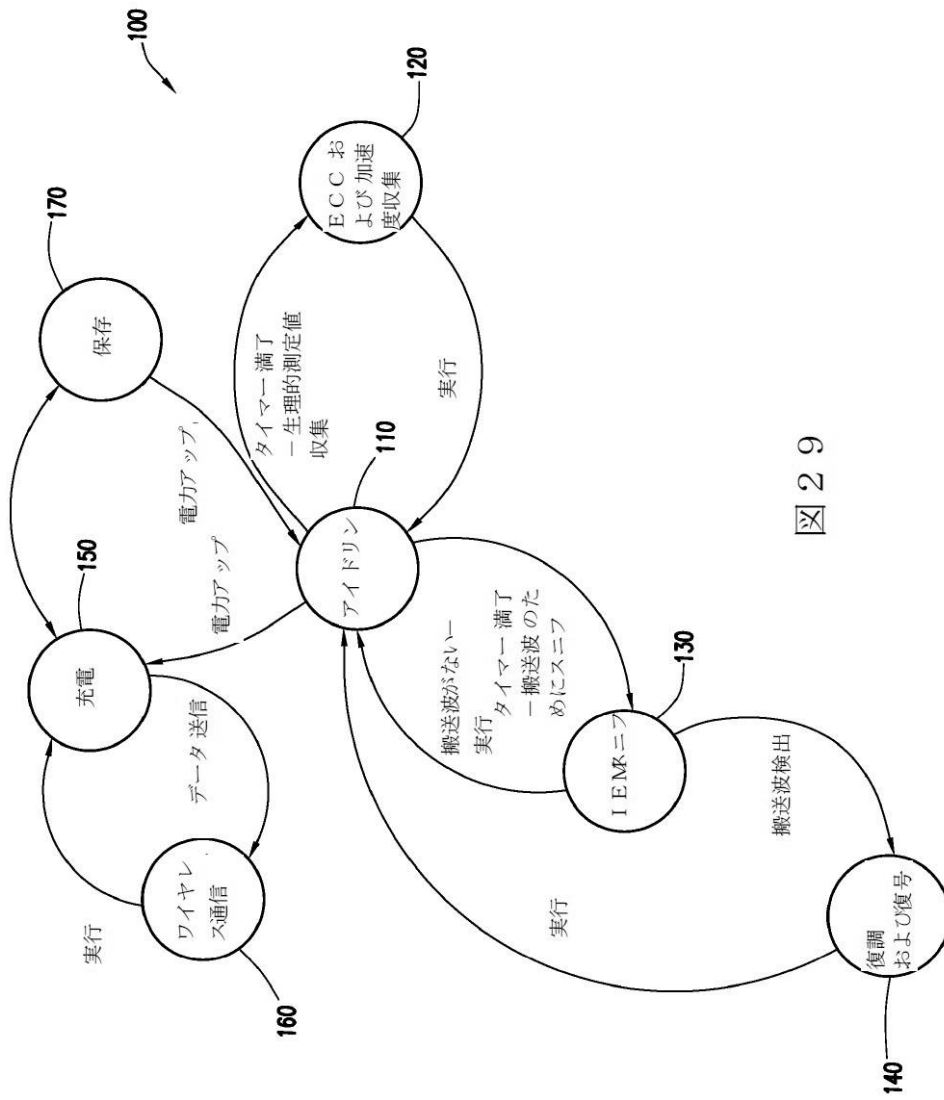 100
170
保存
120
ECC お
よび 加速
度収集
150
充電
電力アップ
電力アップ
タイマー満了
－生理的測定値
収集
110
アイドリン
実行
データ送信
ワイヤレ
ス通信
実行
160
搬送波がないー
実行
タイマー満了
－搬送波のた
めにスニフ
130
IEMスニフ
搬送波検出
実行
復調
および復号
140
図２９